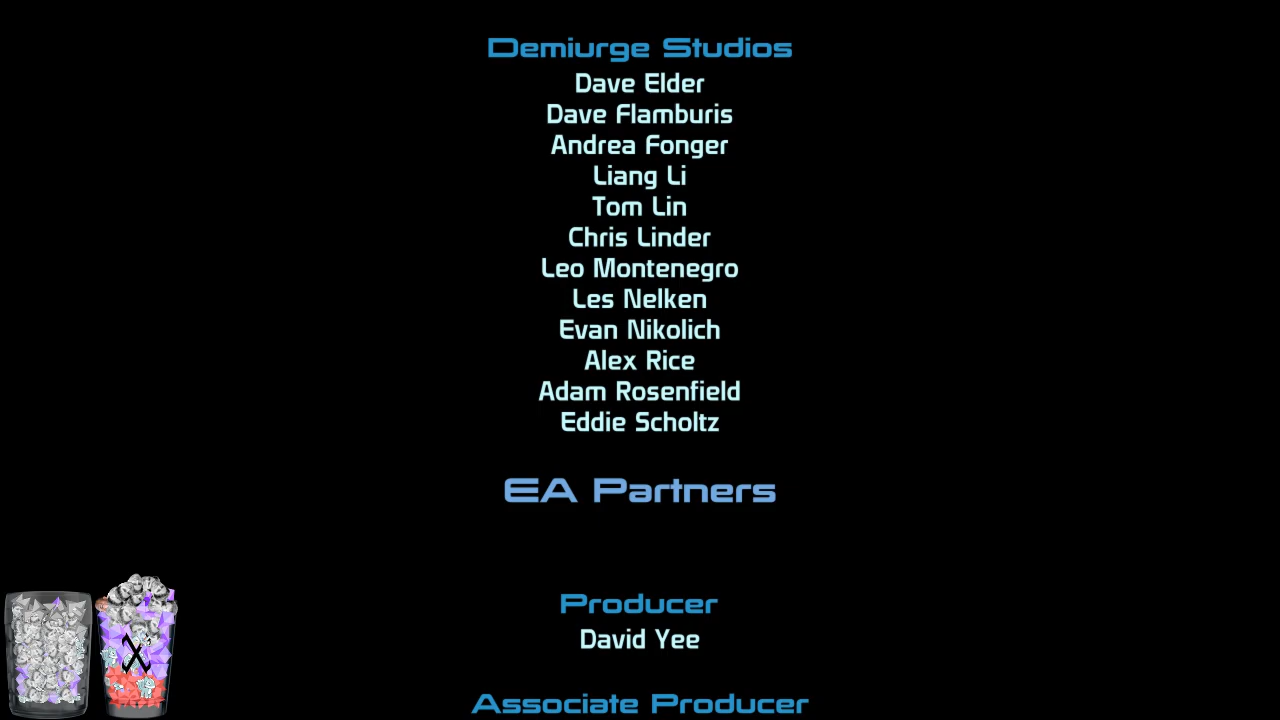 Demiurge Studios
Dave Elder
Dave Flamburis
Andrea Fonger
Liang Li
Tom Lin
Chris Linder
Leo Montenegro
Les Nelken
Evan Nikolich
Alex Rice
Adam Rosenfield
Eddie Scholtz
EA Partners
Producer
David Yee
Associate Producer